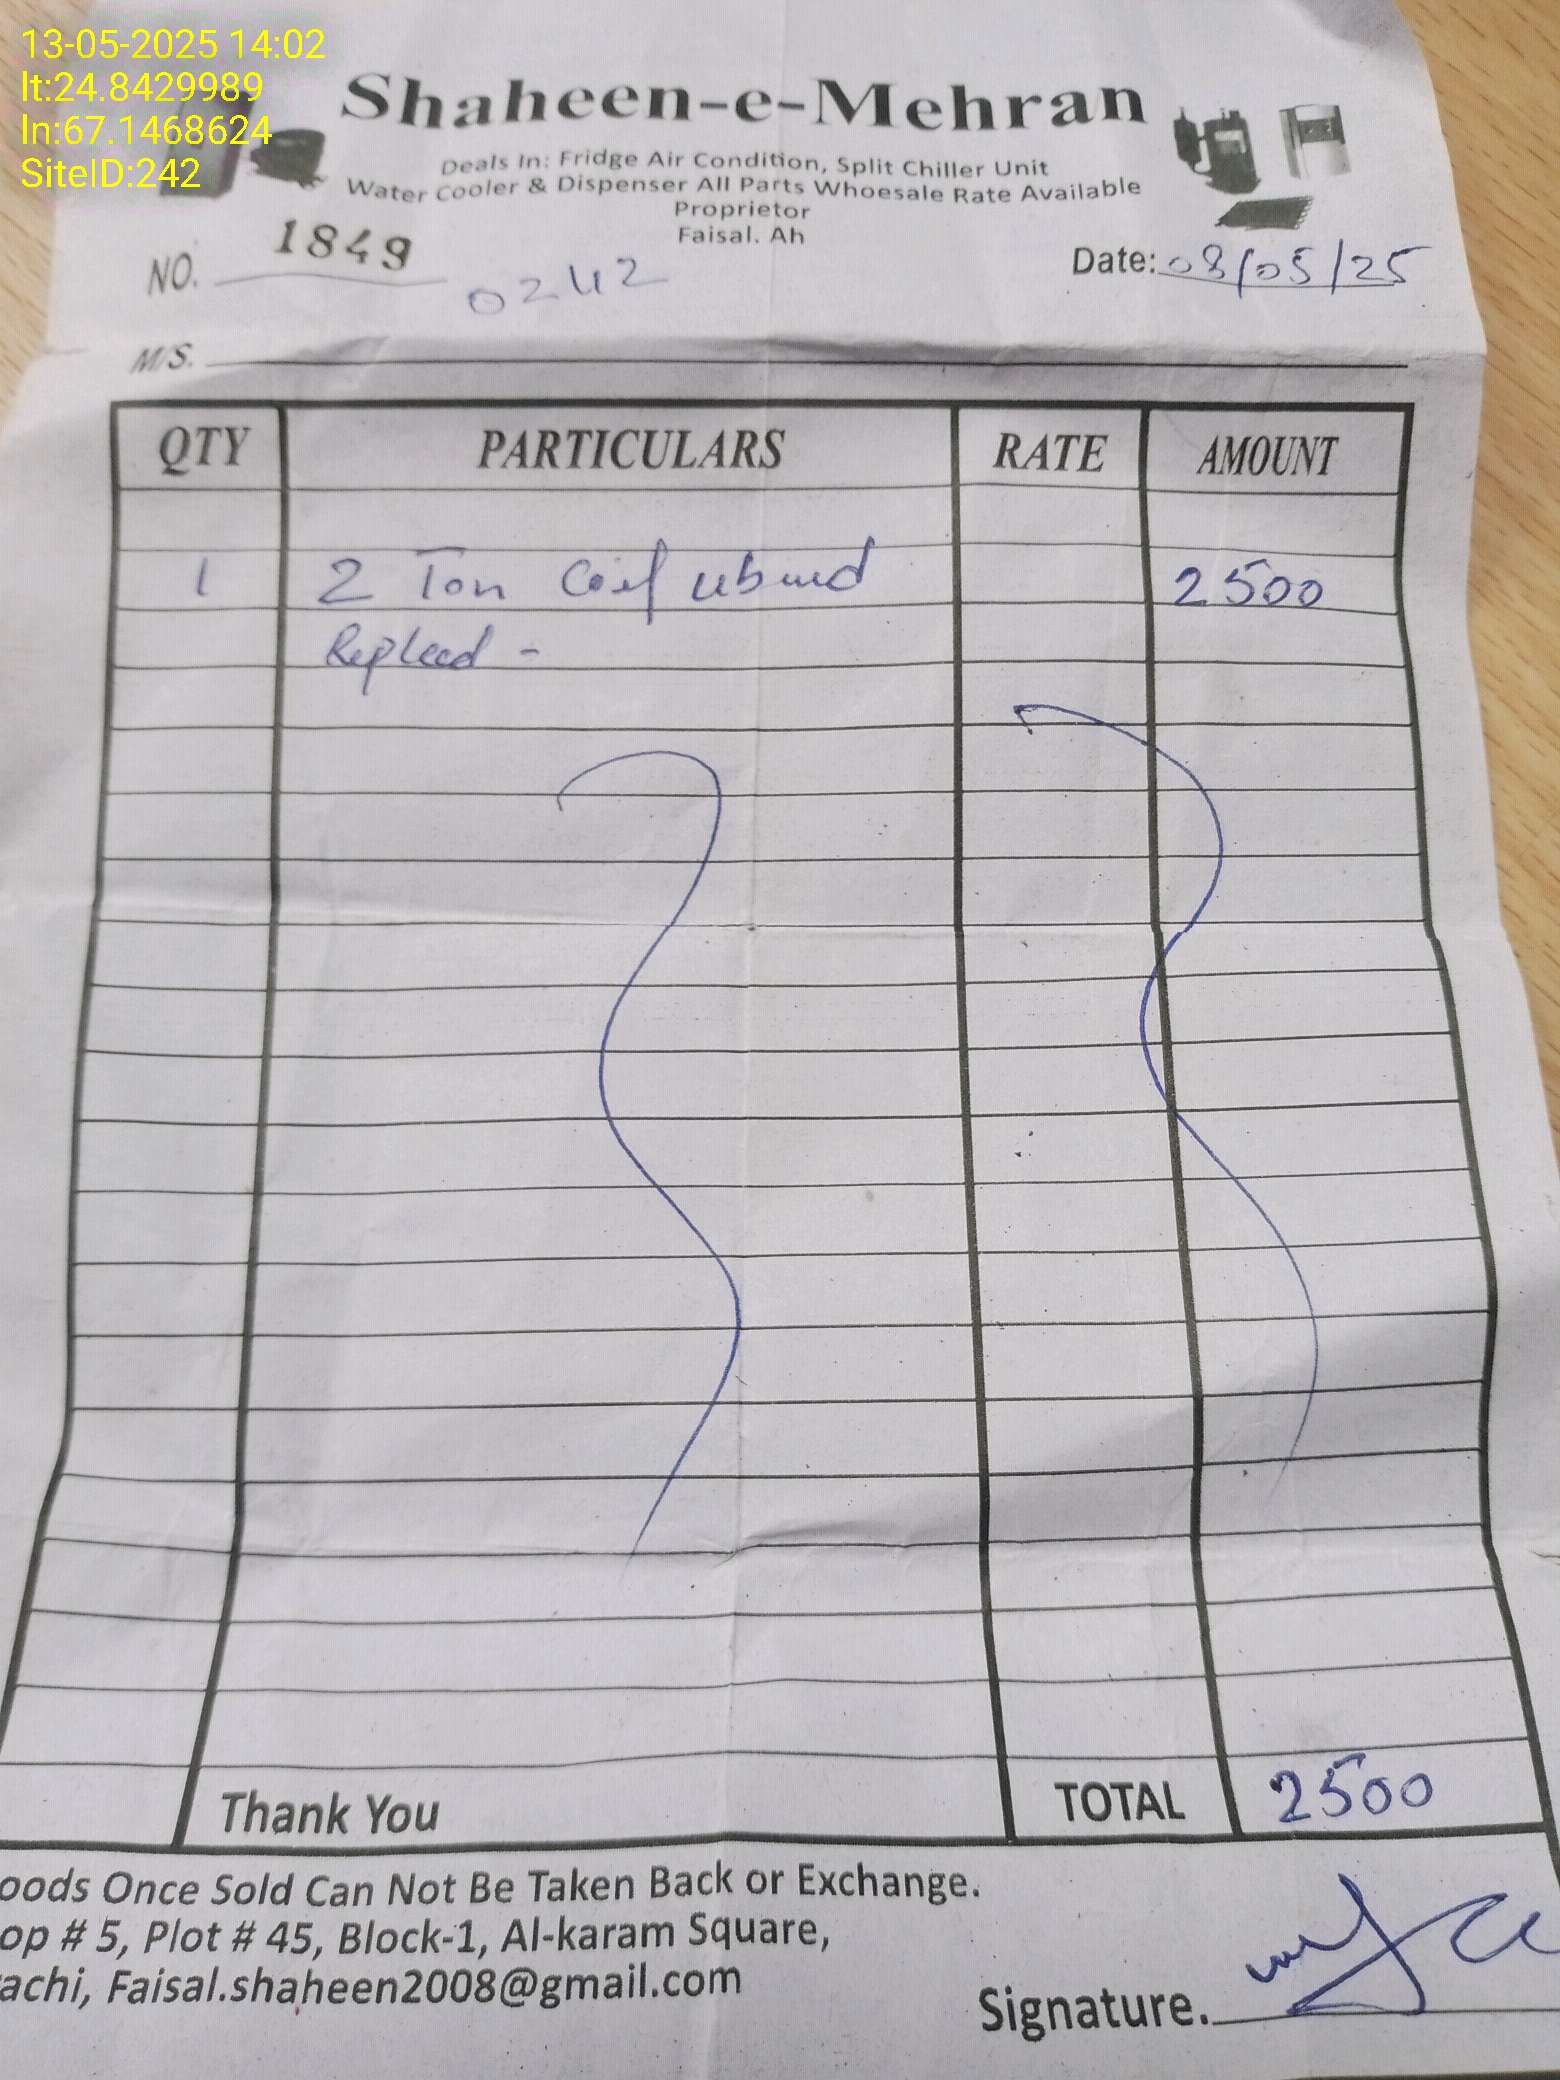 13-05-2025 14:02
lt:24.8429989
ln:67.1468624
SiteID:242
Shaheen-e-Mehran
Deals In: Fridge Air Condition, Split Chiller Unit
Water Cooler & Dispenser All Parts Whoesale Rate Available
Proprietor
Faisal. Ah
NO. 1849
0242
Date: 08/05/25
M/S.
QTY PARTICULARS RATE AMOUNT
1 2 Ton Coil 2500
TOTAL 2500
Thank You
oods Once Sold Can Not Be Taken Back or Exchange.
op # 5, Plot # 45, Block-1, Al-karam Square,
achi, Faisal.shaheen2008@gmail.com
Signature.